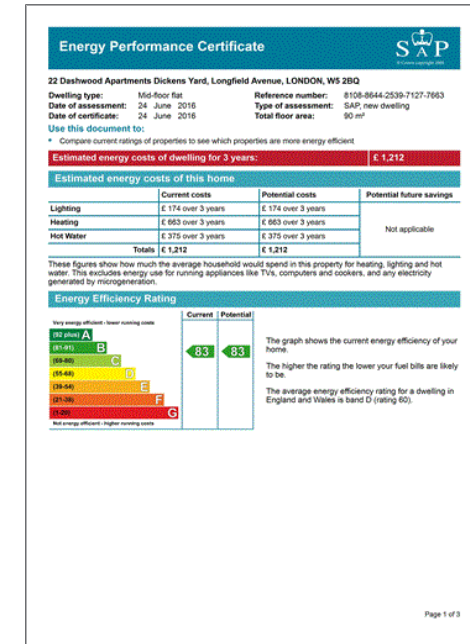 Energy Performance Certificate
SAP
© Crown copyright 2009
22 Dashwood Apartments Dickens Yard, Longfield Avenue, LONDON, W5 2BQ
Dwelling type: Mid-floor flat Reference number: 8108-8644-2539-7127-7663
Date of assessment: 24 June 2016 Type of assessment: SAP, new dwelling
Date of certificate: 24 June 2016 Total floor area: 90 m²
Use this document to:
• Compare current ratings of properties to see which properties are more energy efficient
Estimated energy costs of dwelling for 3 years: £ 1,212
Estimated energy costs of this home
Current costs Potential costs Potential future savings
Lighting £ 174 over 3 years £ 174 over 3 years
Heating £ 663 over 3 years £ 663 over 3 years
Not applicable
Hot Water £ 375 over 3 years £ 375 over 3 years
Totals £ 1,212 £ 1,212
These figures show how much the average household would spend in this property for heating, lighting and hot
water. This excludes energy use for running appliances like TVs, computers and cookers, and any electricity
generated by microgeneration.
Energy Efficiency Rating
Current Potential
Very energy efficient - lower running costs
(92 plus) A
(81-91) B
(69-80) C
(55-68) D
(39-54) E
(21-38) F
(1-20) G
Not energy efficient - higher running costs
83 83
The graph shows the current energy efficiency of your
home.
The higher the rating the lower your fuel bills are likely
to be.
The average energy efficiency rating for a dwelling in
England and Wales is band D (rating 60).
Page 1 of 3